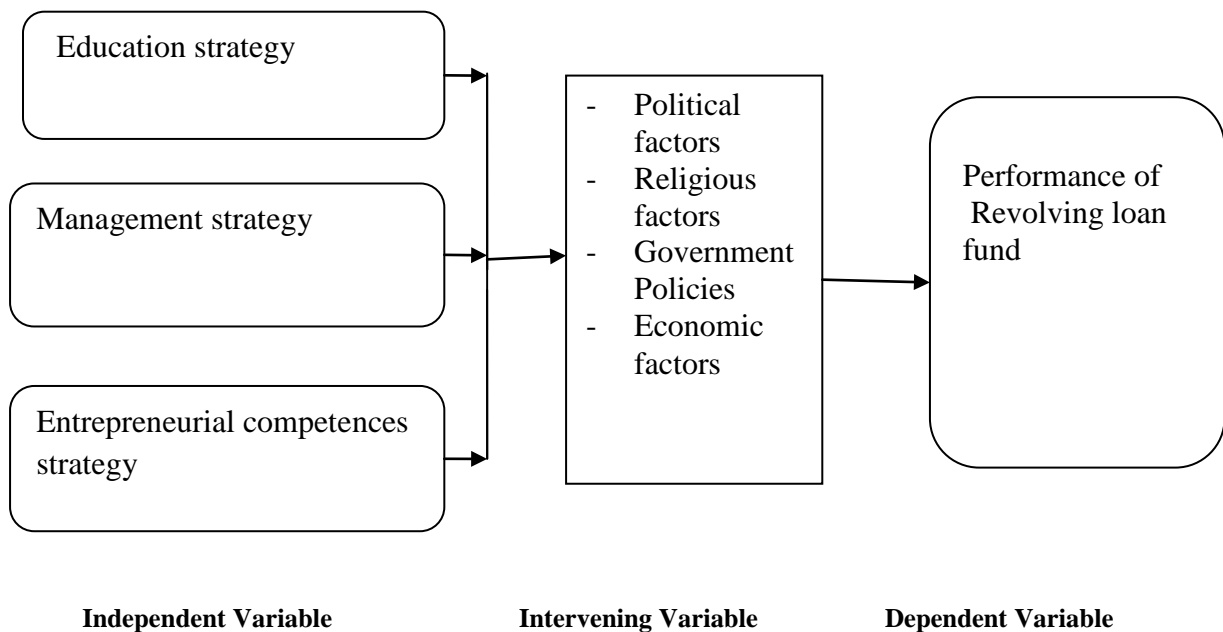 Education strategy
Management strategy
Entrepreneurial competences
strategy
- Political
factors
- Religious
factors
- Government
Policies
- Economic
factors
Performance of
Revolving loan
fund
Independent Variable
Intervening Variable
Dependent Variable